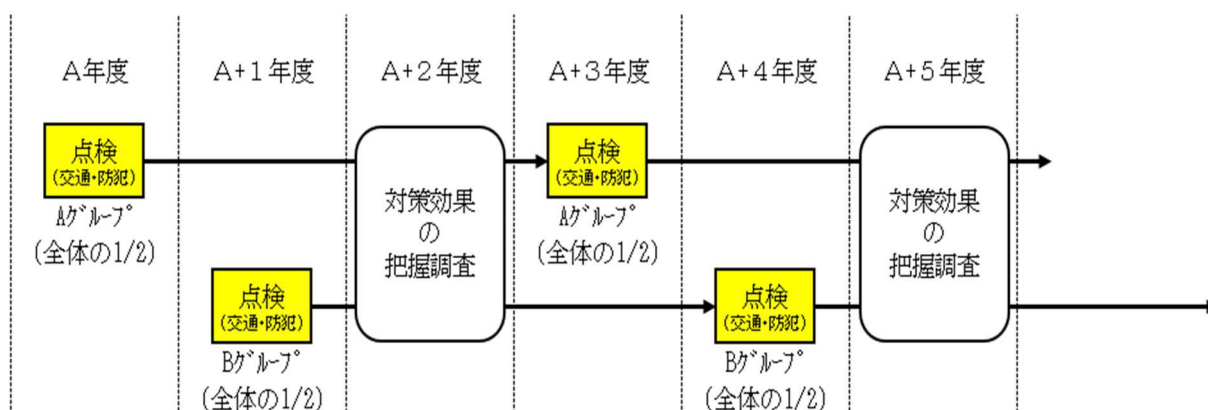 A年度
A+1年度
A+2年度
A+3年度
A+4年度
A+5年度
点検
(交通・防犯)
Aグループ
(全体の1/2)
対策効果
の
把握調査
点検
(交通・防犯)
Aグループ
(全体の1/2)
対策効果
の
把握調査
点検
(交通・防犯)
Bグループ
(全体の1/2)
点検
(交通・防犯)
Bグループ
(全体の1/2)